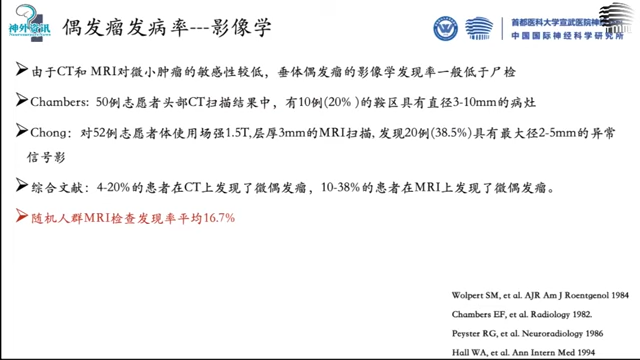 神外资讯
偶发瘤发病率---影像学
首都医科大学宣武医院神经外科
中国国际神经科学研究所
由于CT和 MRI对微小肿瘤的敏感性较低，垂体偶发瘤的影像学发现率一般低于尸检
Chambers: 50例志愿者头部CT扫描结果中，有10例(20% )的鞍区具有直径3-10mm的病灶
Chong：对52例志愿者体使用场强1.5T,层厚3mm的MRI扫描, 发现20例(38.5%)具有最大径2-5mm的异常
信号影
综合文献：4-20%的患者在CT上发现了微偶发瘤，10-38%的患者在MRI上发现了微偶发瘤。
随机人群MRI检查发现率平均16.7%
Wolpert SM, et al. AJR Am J Roentgenol 1984
Chambers EF, et al. Radiology 1982.
Peyster RG, et al. Neuroradiology 1986
Hall WA, et al. Ann Intern Med 1994